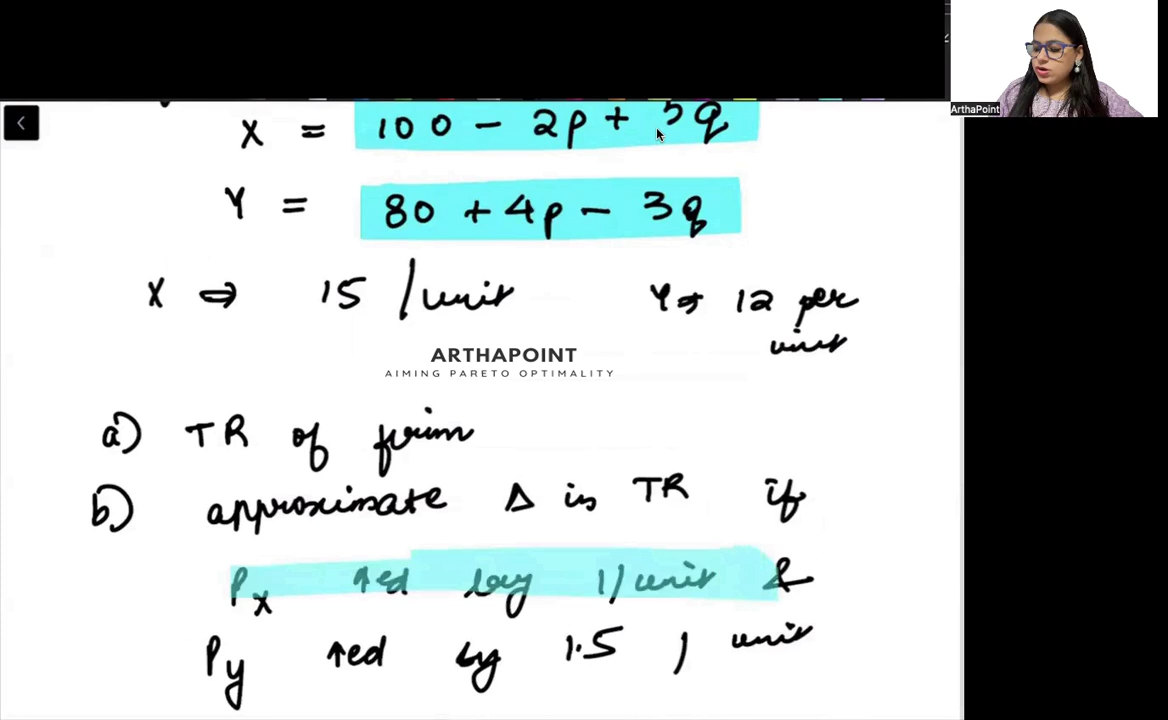 ArthaPoint
X = 100 - 2p + 3q
Y = 80 + 4p - 3q
X ⇒ 15 /unit Y ⇒ 12 per unit
ARTHAPOINT
AIMING PARETO OPTIMALITY
a) TR of firm
b) approximate Δ in TR if
Px ↑ed by 1/unit &
Py ↑ed by 1.5 / unit